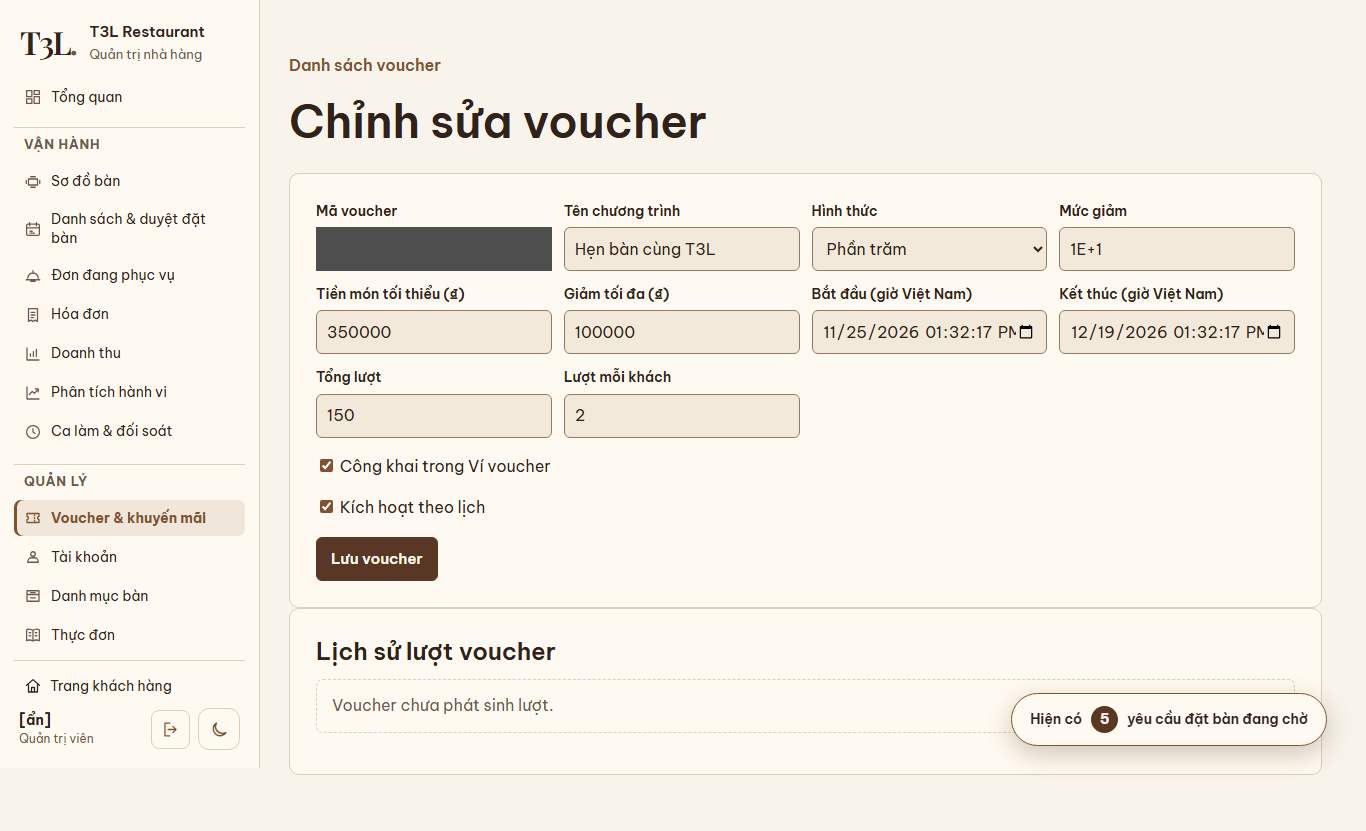 T3L.
T3L Restaurant
Quản trị nhà hàng
Tổng quan
VẬN HÀNH
Sơ đồ bàn
Danh sách & duyệt đặt
bàn
Đơn đang phục vụ
Hóa đơn
Doanh thu
Phân tích hành vi
Ca làm & đối soát
QUẢN LÝ
Voucher & khuyến mãi
Tài khoản
Danh mục bàn
Thực đơn
Trang khách hàng
[ẩn]
Quản trị viên
Danh sách voucher
Chỉnh sửa voucher
Mã voucher
Tên chương trình
Hình thức
Mức giảm
Hẹn bàn cùng T3L
Phần trăm
1E+1
Tiền món tối thiểu (₫)
Giảm tối đa (₫)
Bắt đầu (giờ Việt Nam)
Kết thúc (giờ Việt Nam)
350000
100000
11/25/2026 01:32:17 PM
12/19/2026 01:32:17 PM
Tổng lượt
Lượt mỗi khách
150
2
Công khai trong Ví voucher
Kích hoạt theo lịch
Lưu voucher
Lịch sử lượt voucher
Voucher chưa phát sinh lượt.
Hiện có 5 yêu cầu đặt bàn đang chờ